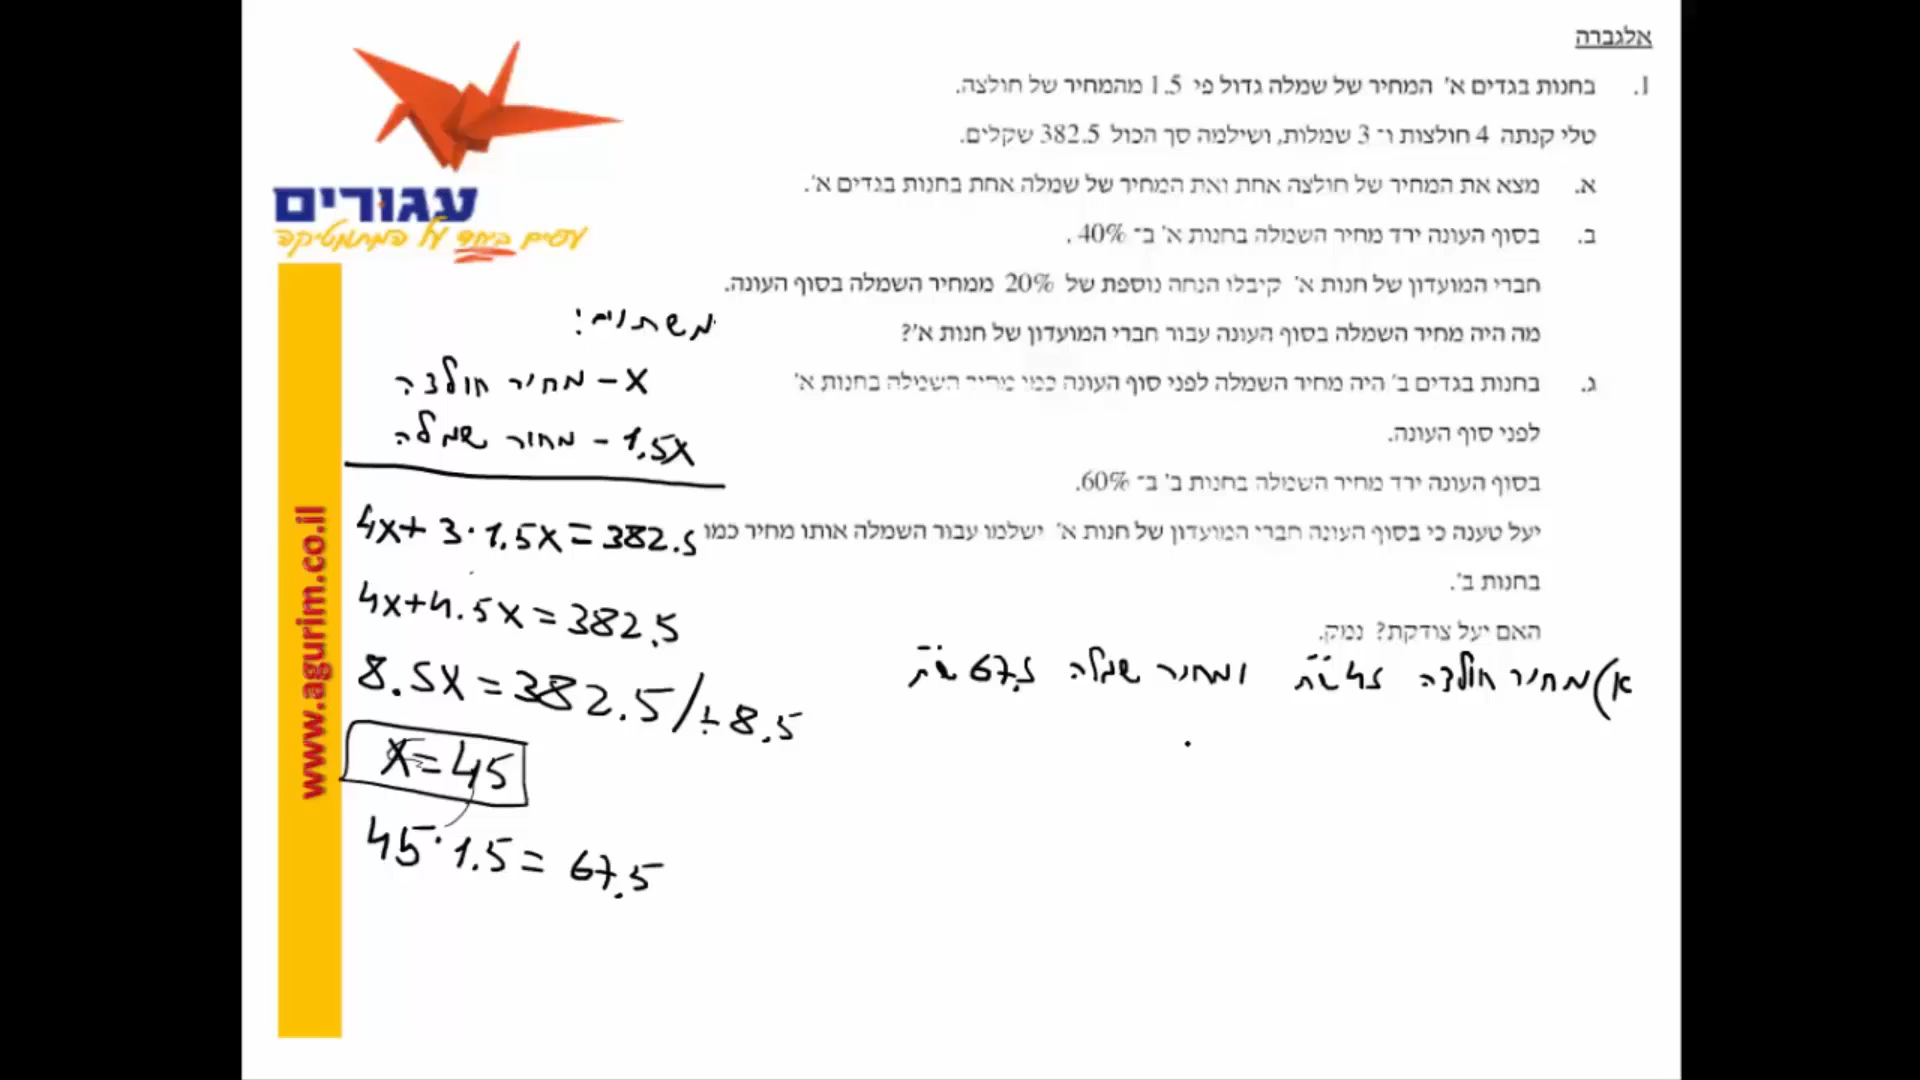 אלגברה
1. בחנות בגדים א' המחיר של שמלה גדול פי 1.5 מהמחיר של חולצה.
טלי קנתה 4 חולצות ו־ 3 שמלות, ושילמה סך הכול 382.5 שקלים.
א. מצא את המחיר של חולצה אחת ואת המחיר של שמלה אחת בחנות בגדים א'.
ב. בסוף העונה ירד מחיר השמלה בחנות א' ב־ 40% .
חברי המועדון של חנות א' קיבלו הנחה נוספת של 20% ממחיר השמלה בסוף העונה.
מה היה מחיר השמלה בסוף העונה עבור חברי המועדון של חנות א'?
ג. בחנות בגדים ב' היה מחיר השמלה לפני סוף העונה כמו מחיר השמלה בחנות א'
לפני סוף העונה.
בסוף העונה ירד מחיר השמלה בחנות ב' ב־ 60%.
יעל טענה כי בסוף העונה חברי המועדון של חנות א' ישלמו עבור השמלה אותו מחיר כמו
בחנות ב'.
האם יעל צודקת? נמק.
א) מחיר חולצה 45 ש"ח ומחיר שמלה 67.5 ש"ח
עגורים
עפים ביחד על המתמטיקה
www.agurim.co.il
משתנים:
x – מחיר חולצה
1.5x – מחיר שמלה
4x+3·1.5x=382.5
4x+4.5x=382.5
8.5x=382.5/÷8.5
x=45
45·1.5=67.5